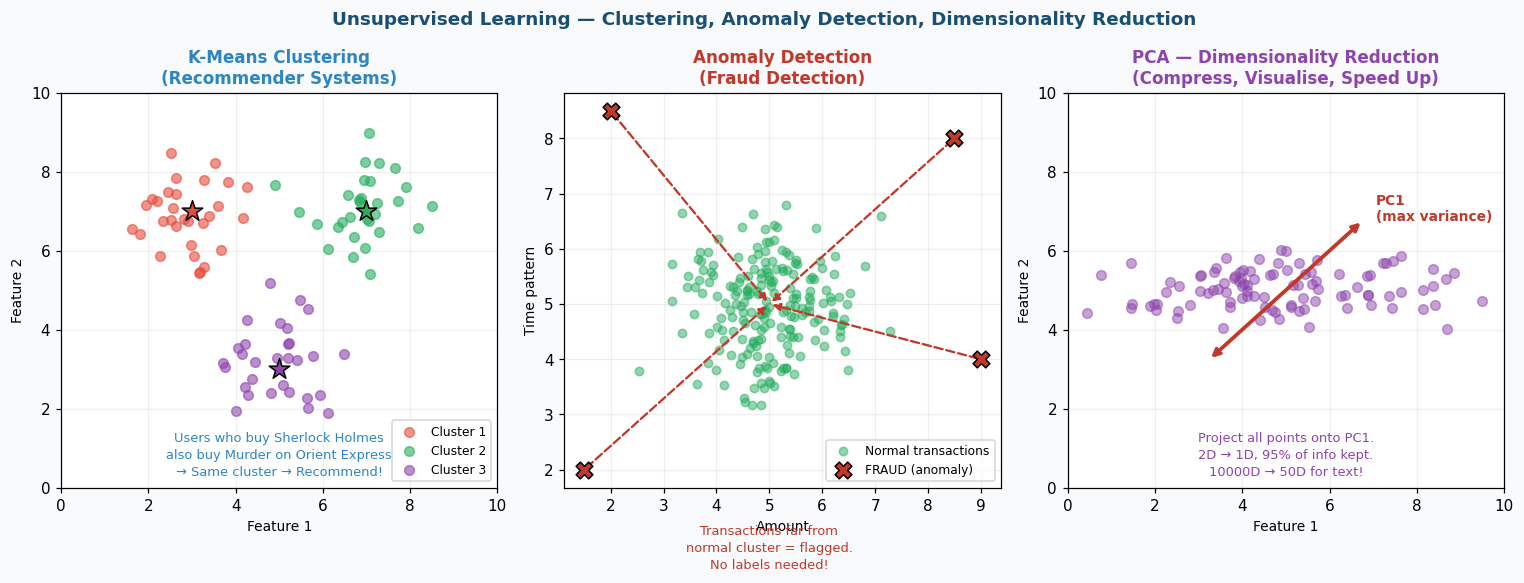 Unsupervised Learning — Clustering, Anomaly Detection, Dimensionality Reduction
K-Means Clustering
(Recommender Systems)
10
8
6
4
2
0
Feature 2
Users who buy Sherlock Holmes
also buy Murder on Orient Express
→ Same cluster → Recommend!
Cluster 1
Cluster 2
Cluster 3
0 2 4 6 8 10
Feature 1
Anomaly Detection
(Fraud Detection)
8
7
6
5
4
3
2
Time pattern
Normal transactions
FRAUD (anomaly)
2 3 4 5 6 7 8 9
Amount
Transactions far from
normal cluster = flagged.
No labels needed!
PCA — Dimensionality Reduction
(Compress, Visualise, Speed Up)
10
8
6
4
2
0
Feature 2
PC1
(max variance)
Project all points onto PC1.
2D → 1D, 95% of info kept.
10000D → 50D for text!
0 2 4 6 8 10
Feature 1